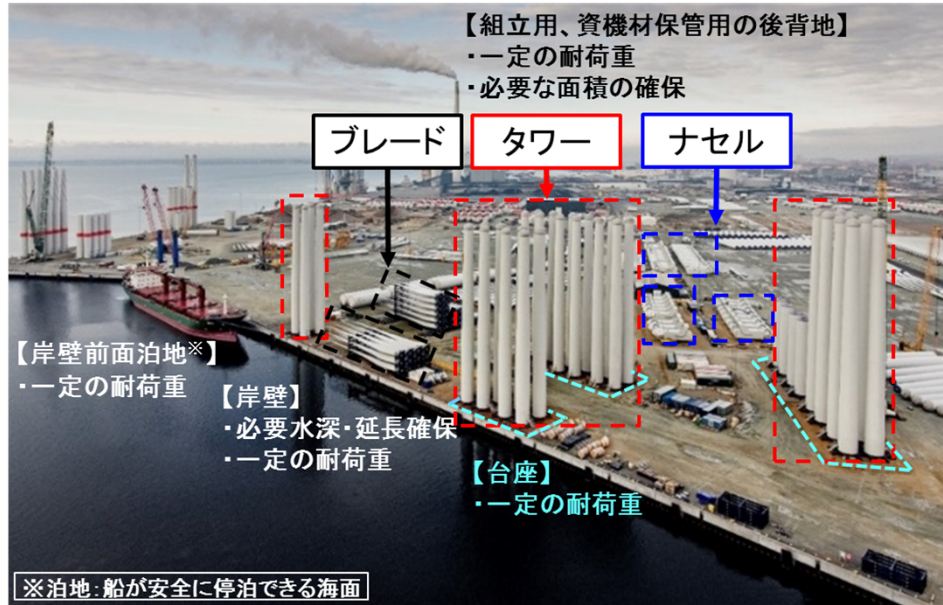 【組立用、資機材保管用の後背地】
・一定の耐荷重
・必要な面積の確保
ブレード
タワー
ナセル
【岸壁前面泊地※】
・一定の耐荷重
【岸壁】
・必要水深・延長確保
・一定の耐荷重
【台座】
・一定の耐荷重
※泊地：船が安全に停泊できる海面